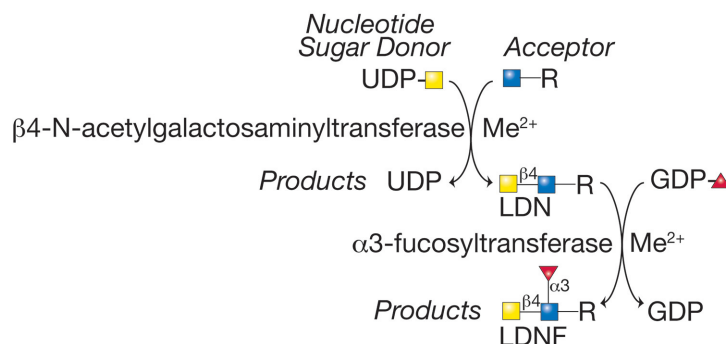 Nucleotide
Sugar Donor
Acceptor
UDP-
-R
β4-N-acetylgalactosaminyltransferase
Me²⁺
Products
UDP
β4
R
LDN
GDP-
α3-fucosyltransferase
Me²⁺
α3
Products
β4
R
GDP
LDNF